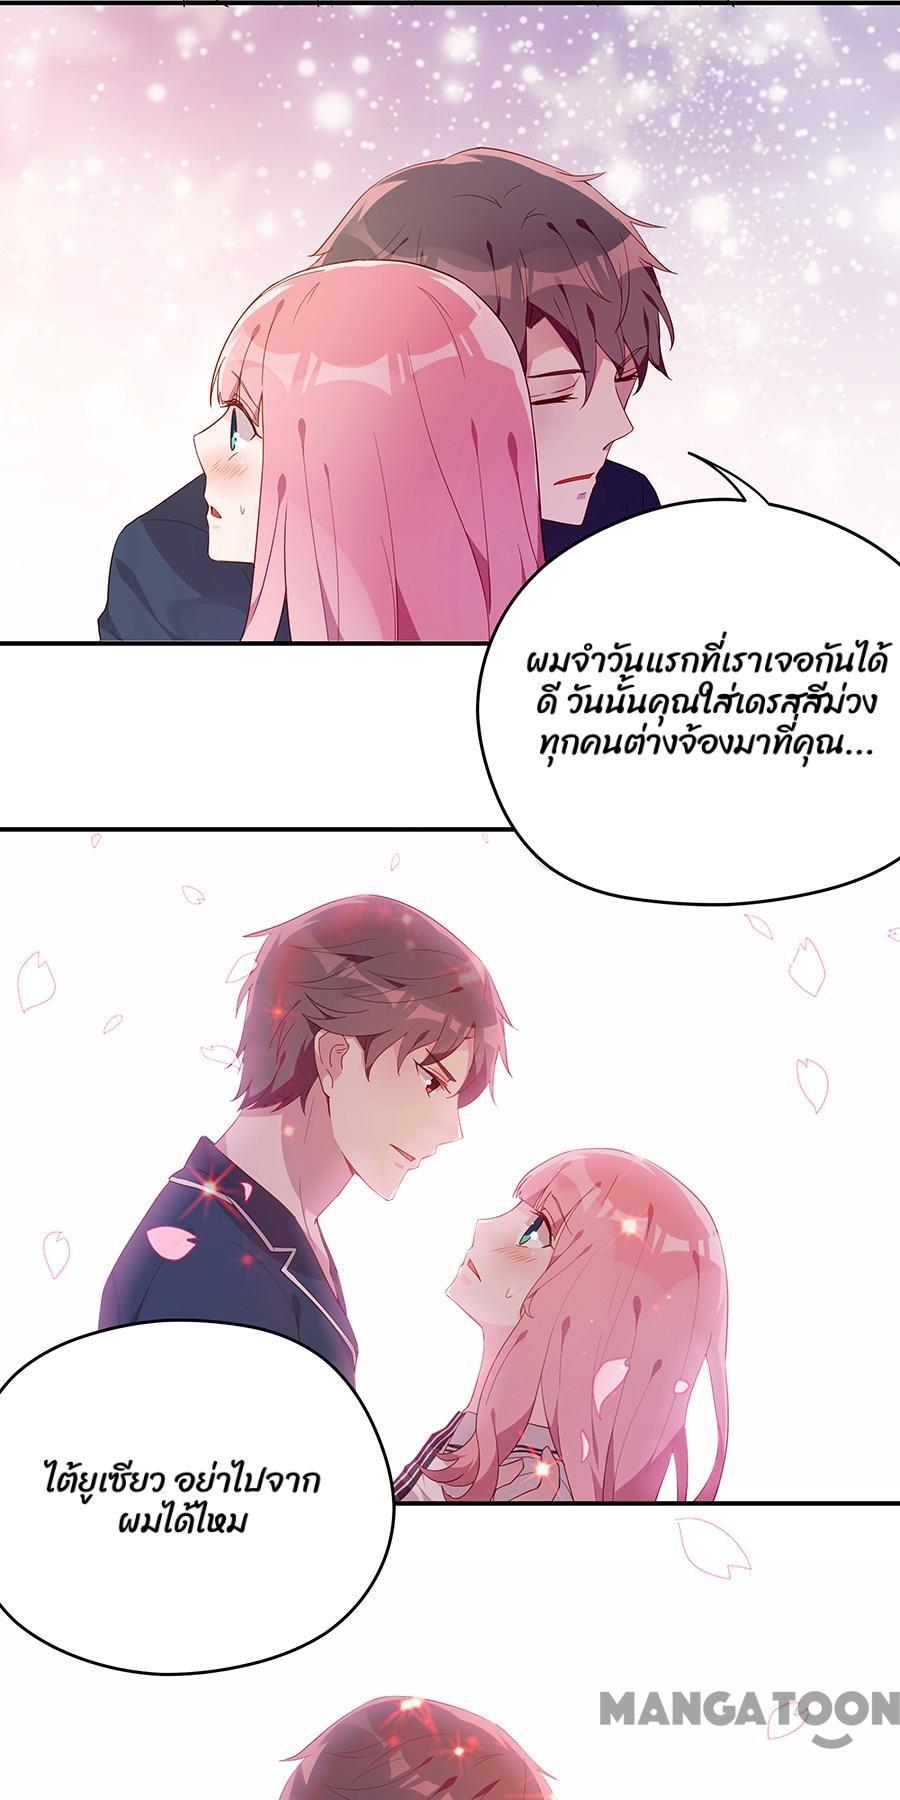 ผมจำวันแรกที่เราเจอกันได้
ดี วันนั้นคุณใส่เดรสสีม่วง
ทุกคนต่างจ้องมาที่คุณ...
ไต้ยูเซียว อย่าไปจาก
ผมได้ไหม
MANGATOON